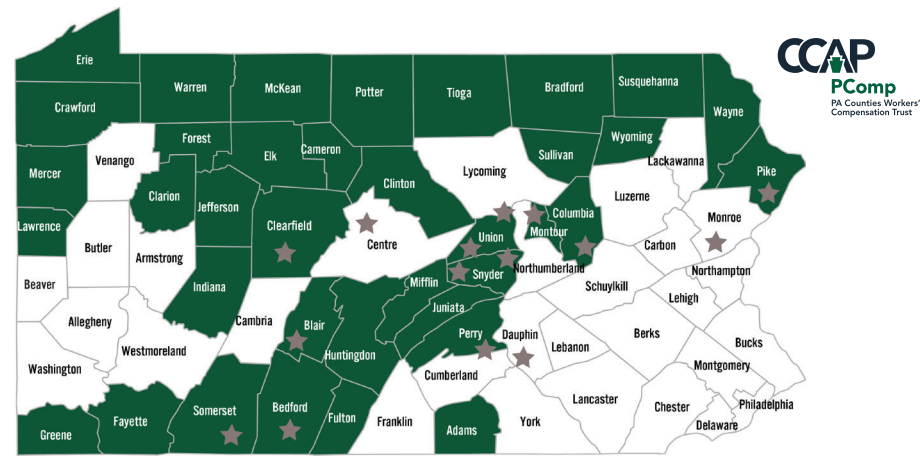 Erie
Warren
McKean
Potter
Tioga
Bradford
Susquehanna
Wayne
CCAP
PComp
PA Counties Workers'
Compensation Trust
Crawford
Forest
Elk
Cameron
Sullivan
Wyoming
Lackawanna
Pike
Mercer
Venango
Clarion
Jefferson
Clinton
Lycoming
Luzerne
Monroe
Lawrence
Butler
Armstrong
Clearfield
Centre
Union
Montour
Columbia
Carbon
Northampton
Beaver
Indiana
Mifflin
Snyder
Northumberland
Schuylkill
Lehigh
Allegheny
Westmoreland
Cambria
Blair
Juniata
Perry
Dauphin
Lebanon
Berks
Bucks
Washington
Huntingdon
Cumberland
Montgomery
Greene
Fayette
Somerset
Bedford
Fulton
Franklin
Adams
York
Lancaster
Chester
Delaware
Philadelphia